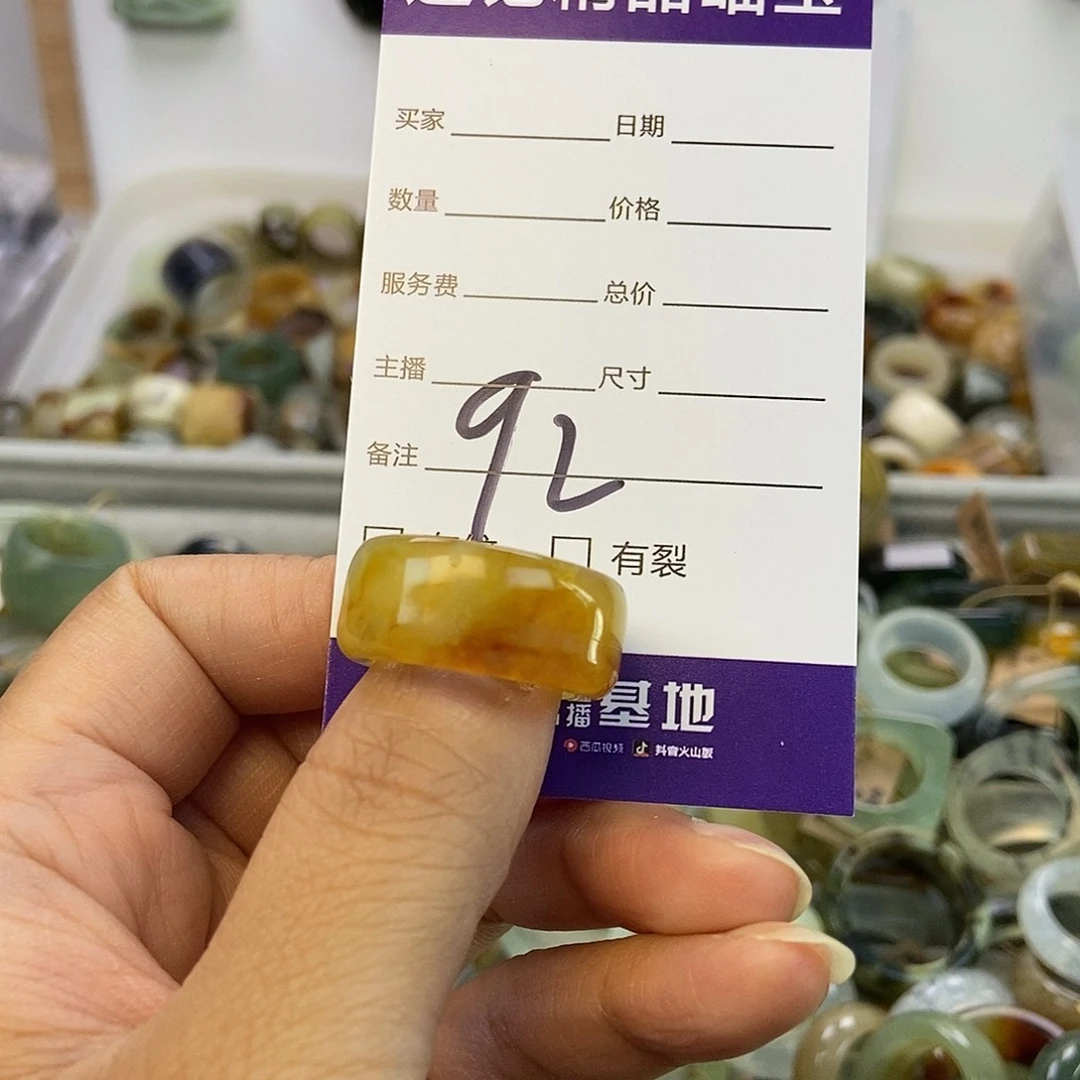 买家 日期
数量 价格
服务费 总价
主播 尺寸
92
备注
有裂
播 基地
西瓜视频 抖音火山版